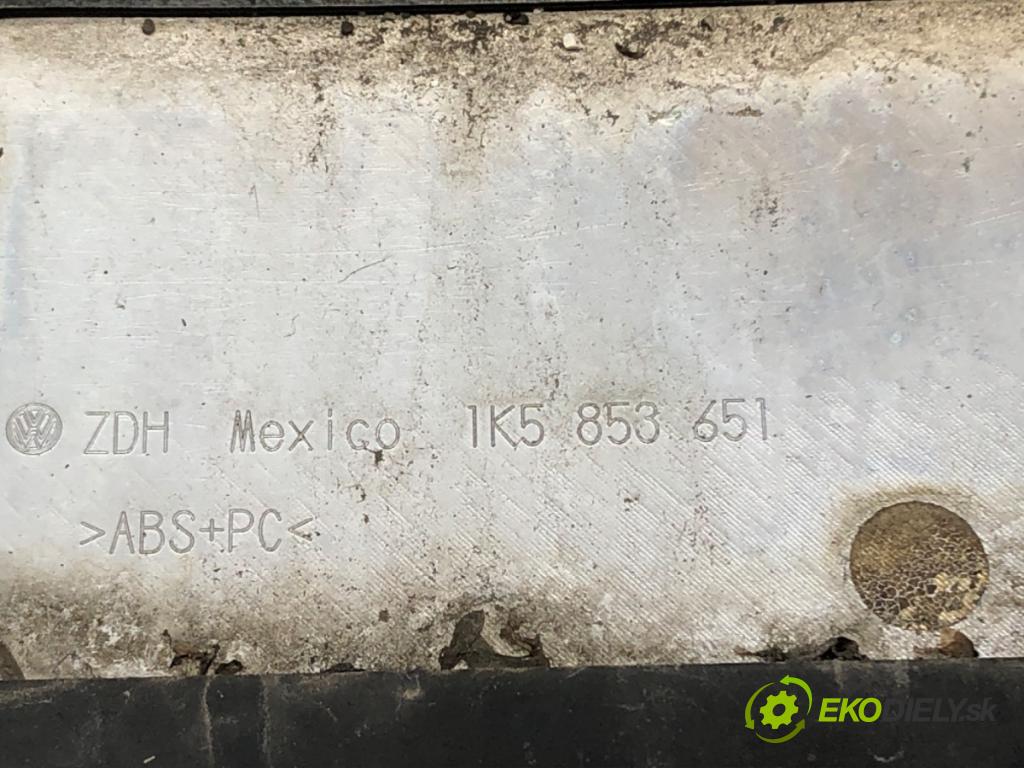 ZDH Mexico 1K5 853 651
>ABS+PC<
EKODIELY.sk